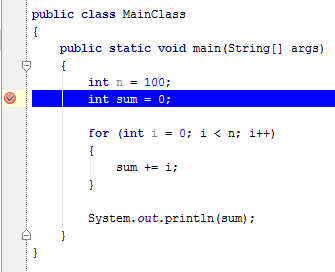 public class MainClass
{
    public static void main(String[] args)
    {
        int n = 100;
        int sum = 0;

        for (int i = 0; i < n; i++)
        {
            sum += i;
        }

        System.out.println(sum);
    }
}